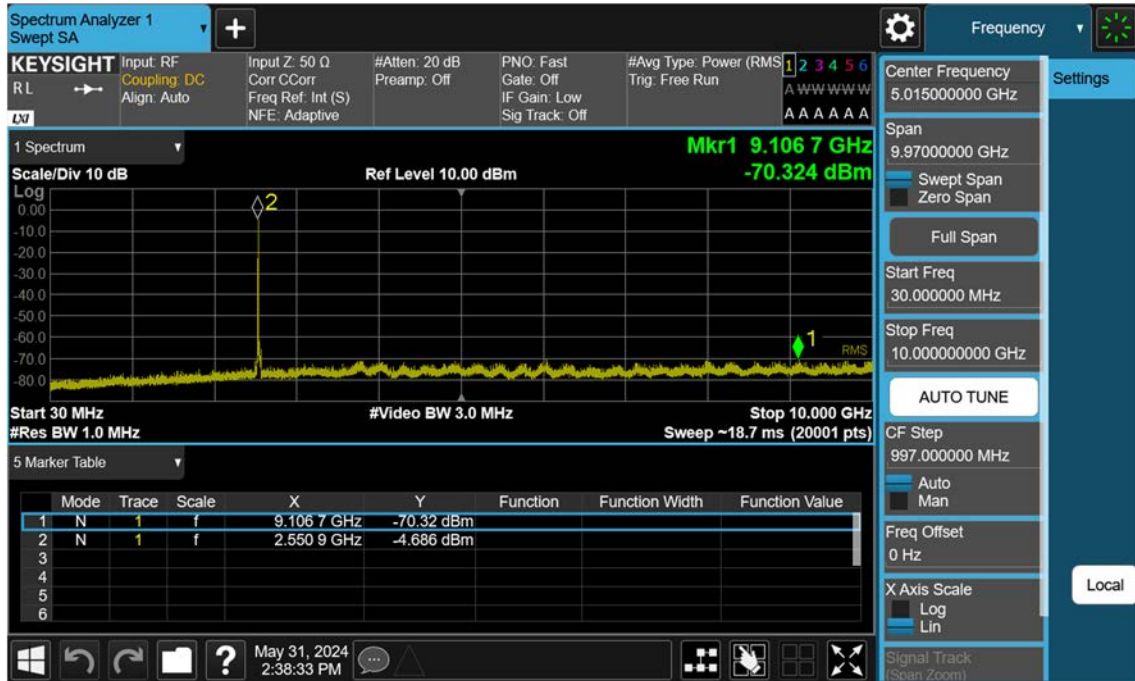 Spectrum Analyzer 1
Swept SA
+
Frequency
KEYSIGHT
R L
LXI
Input: RF
Coupling: DC
Align: Auto
Input Z: 50 Ω
Corr CCorr
Freq Ref: Int (S)
NFE: Adaptive
#Atten: 20 dB
Preamp: Off
PNO: Fast
Gate: Off
IF Gain: Low
Sig Track: Off
#Avg Type: Power (RMS
Trig: Free Run
1 2 3 4 5 6
A W W W W W
A A A A A A
1 Spectrum
Scale/Div 10 dB
Ref Level 10.00 dBm
Mkr1 9.106 7 GHz
-70.324 dBm
Log
0.00
-10.0
-20.0
-30.0
-40.0
-50.0
-60.0
-70.0
-80.0
2
1
RMS
Start 30 MHz
#Video BW 3.0 MHz
Stop 10.000 GHz
#Res BW 1.0 MHz
Sweep ~18.7 ms (20001 pts)
5 Marker Table
Mode Trace Scale X Y Function Function Width Function Value
1 N 1 f 9.106 7 GHz -70.32 dBm
2 N 1 f 2.550 9 GHz -4.686 dBm
3
4
5
6
?
May 31, 2024
2:38:33 PM
Center Frequency
5.015000000 GHz
Span
9.97000000 GHz
Swept Span
Zero Span
Full Span
Start Freq
30.000000 MHz
Stop Freq
10.000000000 GHz
AUTO TUNE
CF Step
997.000000 MHz
Auto
Man
Freq Offset
0 Hz
X Axis Scale
Log
Lin
Signal Track
(Span Zoom)
Settings
Local